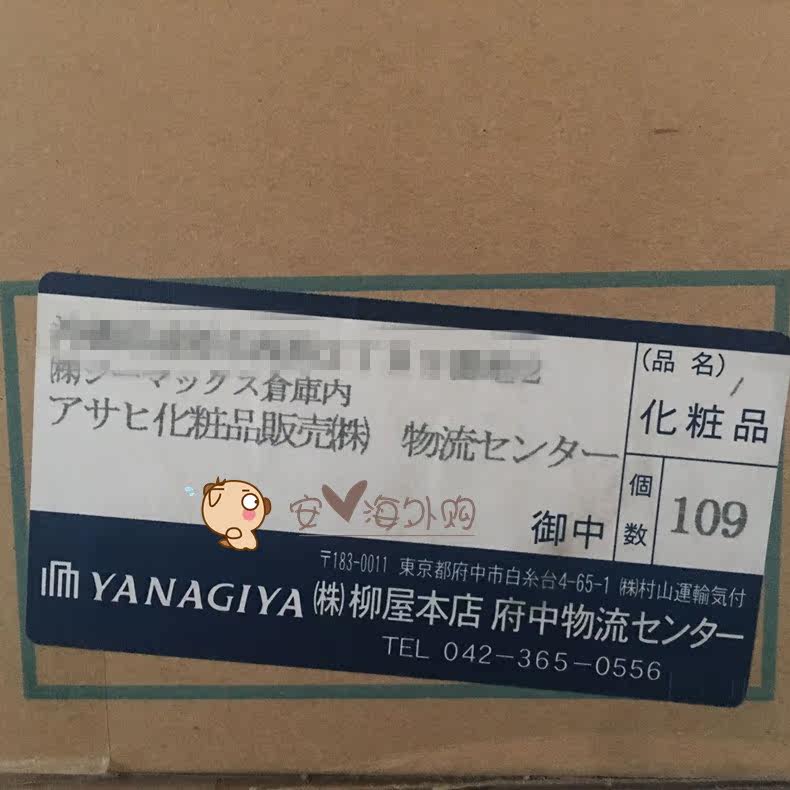 ㈱シーマックス倉庫内
アサヒ化粧品販売㈱　物流センター
御中
(品 名)
化粧品
個数
109
安 海外购
〒183-0011 東京都府中市白糸台4-65-1 ㈱村山運輸気付
YANAGIYA ㈱柳屋本店 府中物流センター
TEL 042-365-0556